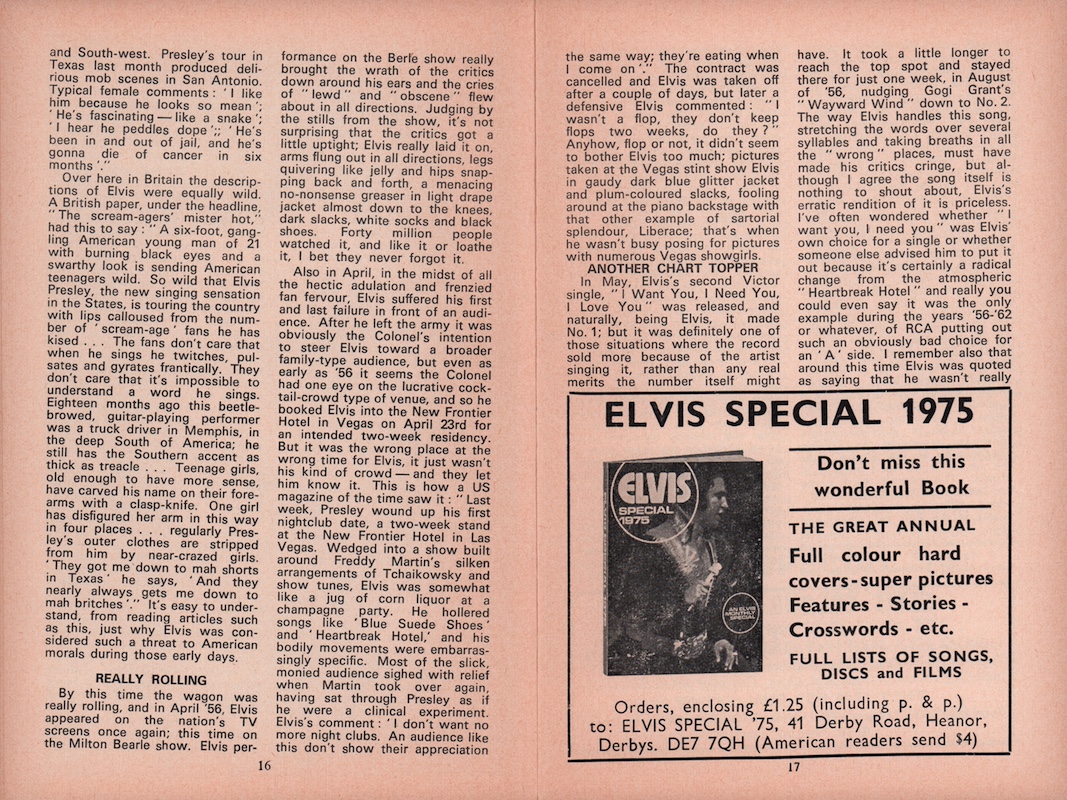 and South-west. Presley's tour in
Texas last month produced deli-
rious mob scenes in San Antonio.
Typical female comments: ' I like
him because he looks so mean ';
' He's fascinating — like a snake ';
' I hear he peddles dope ';; ' He's
been in and out of jail, and he's
gonna die of cancer in six
months '."
Over here in Britain the descrip-
tions of Elvis were equally wild.
A British paper, under the headline,
" The scream-agers' mister hot,"
had this to say : " A six-foot, gang-
ling American young man of 21
with burning black eyes and a
swarthy look is sending American
teenagers wild. So wild that Elvis
Presley, the new singing sensation
in the States, is touring the country
with lips calloused from the num-
ber of ' scream-age ' fans he has
kised . . . The fans don't care that
when he sings he twitches, pul-
sates and gyrates frantically. They
don't care that it's impossible to
understand a word he sings.
Eighteen months ago this beetle-
browed, guitar-playing performer
was a truck driver in Memphis, in
the deep South of America; he
still has the Southern accent as
thick as treacle . . . Teenage girls,
old enough to have more sense,
have carved his name on their fore-
arms with a clasp-knife. One girl
has disfigured her arm in this way
in four places . . . regularly Pres-
ley's outer clothes are stripped
from him by near-crazed girls.
' They got me down to mah shorts
in Texas ' he says, ' And they
nearly always gets me down to
mah britches '." It's easy to under-
stand, from reading articles such
as this, just why Elvis was con-
sidered such a threat to American
morals during those early days.
REALLY ROLLING
By this time the wagon was
really rolling, and in April '56, Elvis
appeared on the nation's TV
screens once again; this time on
the Milton Bearle show. Elvis per-
16
formance on the Berle show really
brought the wrath of the critics
down around his ears and the cries
of " lewd " and " obscene " flew
about in all directions. Judging by
the stills from the show, it's not
surprising that the critics got a
little uptight; Elvis really laid it on,
arms flung out in all directions, legs
quivering like jelly and hips snap-
ping back and forth, a menacing
no-nonsense greaser in light drape
jacket almost down to the knees,
dark slacks, white socks and black
shoes. Forty million people
watched it, and like it or loathe
it, I bet they never forgot it.
Also in April, in the midst of all
the hectic adulation and frenzied
fan fervour, Elvis suffered his first
and last failure in front of an audi-
ence. After he left the army it was
obviously the Colonel's intention
to steer Elvis toward a broader
family-type audience, but even as
early as '56 it seems the Colonel
had one eye on the lucrative cock-
tail-crowd type of venue, and so he
booked Elvis into the New Frontier
Hotel in Vegas on April 23rd for
an intended two-week residency.
But it was the wrong place at the
wrong time for Elvis, it just wasn't
his kind of crowd — and they let
him know it. This is how a US
magazine of the time saw it : " Last
week, Presley wound up his first
nightclub date, a two-week stand
at the New Frontier Hotel in Las
Vegas. Wedged into a show built
around Freddy Martin's silken
arrangements of Tchaikovsky and
show tunes, Elvis was somewhat
like a jug of corn liquor at a
champagne party. He hollered
songs like ' Blue Suede Shoes '
and ' Heartbreak Hotel,' and his
bodily movements were embarras-
singly specific. Most of the slick,
monied audience sighed with relief
when Martin took over again,
having sat through Presley as if
he were a clinical experiment.
Elvis's comment : ' I don't want no
more night clubs. An audience like
this don't show their appreciation
the same way; they're eating when
I come on '." The contract was
cancelled and Elvis was taken off
after a couple of days, but later a
defensive Elvis commented : " I
wasn't a flop, they don't keep
flops two weeks, do they ? "
Anyhow, flop or not, it didn't seem
to bother Elvis too much; pictures
taken at the Vegas stint show Elvis
in gaudy dark blue glitter jacket
and plum-coloured slacks, fooling
around at the piano backstage with
that other example of sartorial
splendour, Liberace; that's when
he wasn't busy posing for pictures
with numerous Vegas showgirls.
ANOTHER CHART TOPPER
In May, Elvis's second Victor
single, " I Want You, I Need You,
I Love You " was released, and
naturally, being Elvis, it made
No. 1; but it was definitely one of
those situations where the record
sold more because of the artist
singing it, rather than any real
merits the number itself might
have. It took a little longer to
reach the top spot and stayed
there for just one week, in August
of '56, nudging Gogi Grant's
" Wayward Wind " down to No. 2.
The way Elvis handles this song,
stretching the words over several
syllables and taking breaths in all
the " wrong " places, must have
made his critics cringe, but al-
though I agree the song itself is
nothing to shout about, Elvis's
erratic rendition of it is priceless.
I've often wondered whether " I
want you, I need you " was Elvis'
own choice for a single or whether
someone else advised him to put it
out because it's certainly a radical
change from the atmospheric
" Heartbreak Hotel " and really you
could even say it was the only
example during the years '56-'62
or whatever, of RCA putting out
such an obviously bad choice for
an ' A ' side. I remember also that
around this time Elvis was quoted
as saying that he wasn't really
ELVIS SPECIAL 1975
ELVIS
SPECIAL
1975
AN ELVIS
MONTHLY
SPECIAL
Don't miss this
wonderful Book
THE GREAT ANNUAL
Full colour hard
covers-super pictures
Features - Stories -
Crosswords - etc.
FULL LISTS OF SONGS,
DISCS and FILMS
Orders, enclosing £1.25 (including p. & p.)
to: ELVIS SPECIAL '75, 41 Derby Road, Heanor,
Derbys. DE7 7QH (American readers send $4)
17